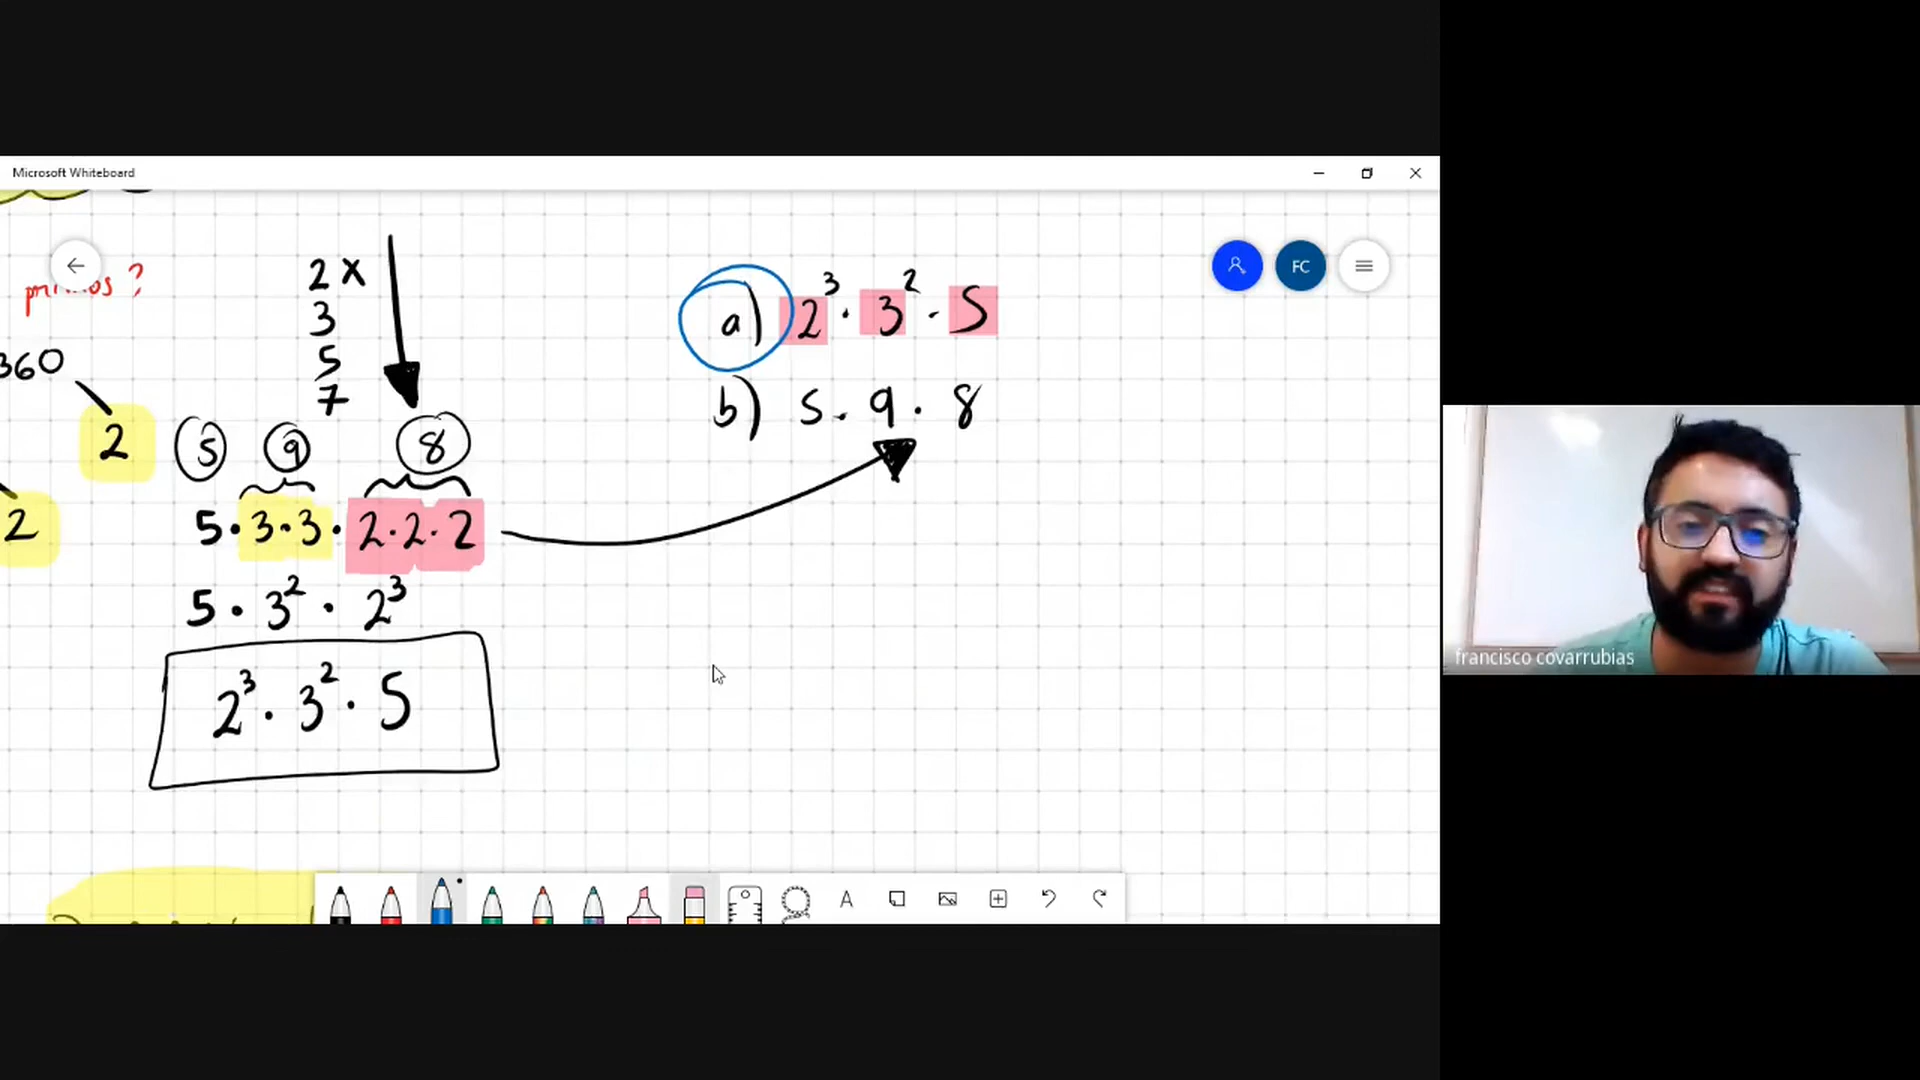 Microsoft Whiteboard
primos?
360
2
2
2 x
3
5
7
5 9 8
5·3·3·2·2·2
5·3²·2³
2³·3²·5
a) 2³·3²·5
b) 5·9·8
FC
A
francisco covarrubias